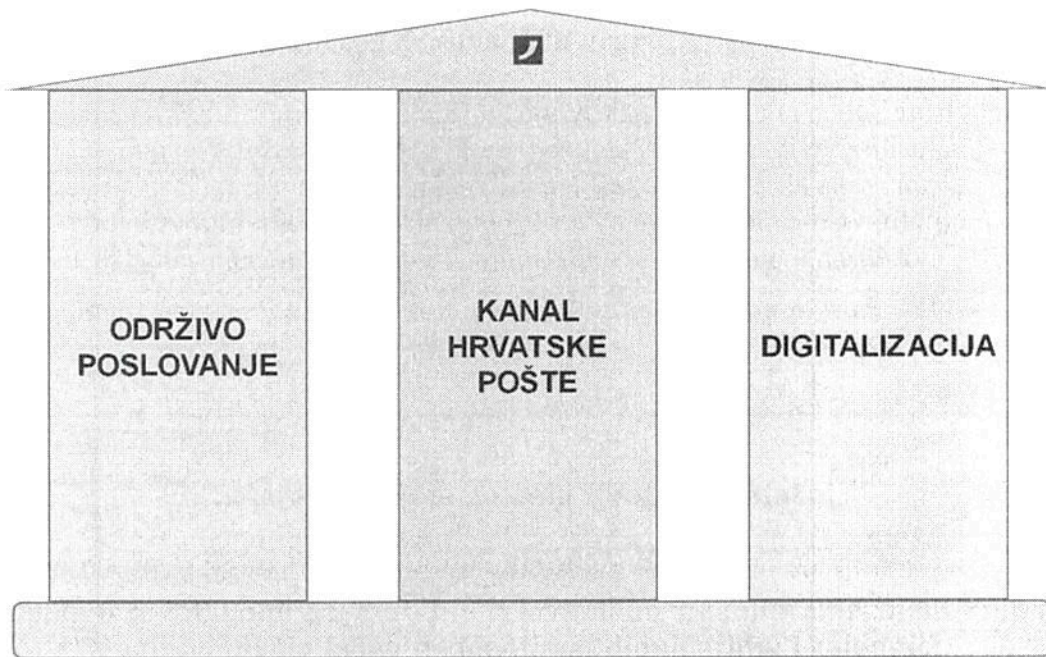 ODRŽIVO
POSLOVANJE
KANAL
HRVATSKE
POŠTE
DIGITALIZACIJA